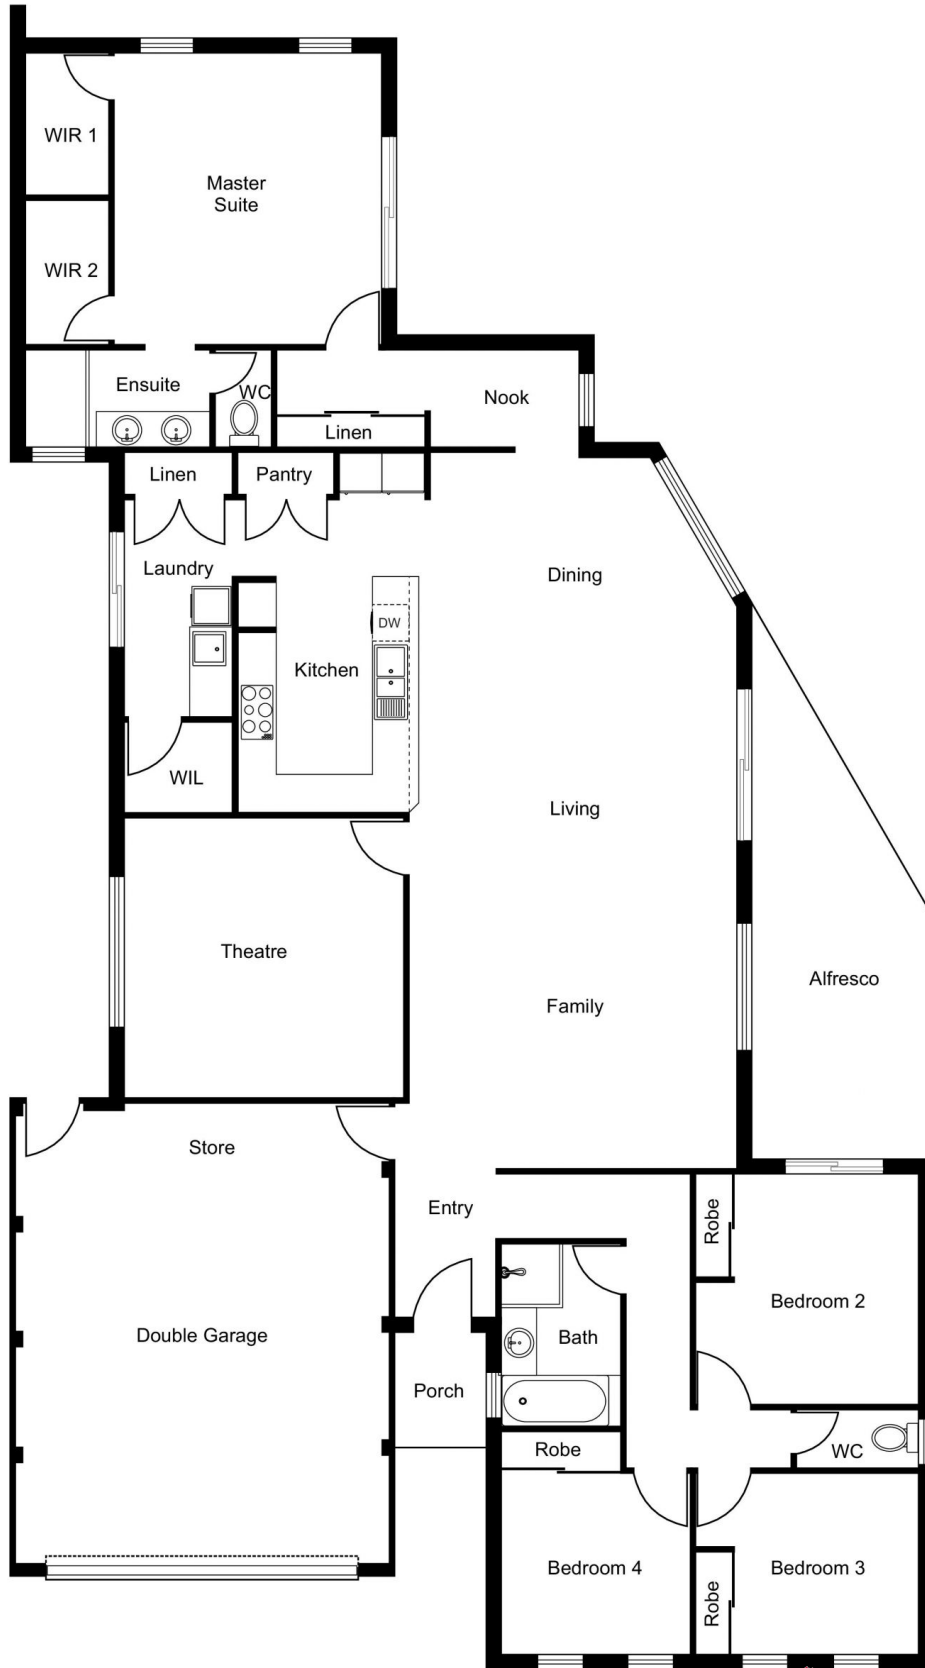 WIR 1
Master
Suite
WIR 2
Ensuite
WC
Nook
Linen
Linen
Pantry
Laundry
Dining
DW
Kitchen
WIL
Living
Theatre
Alfresco
Family
Store
Entry
Robe
Bedroom 2
Double Garage
Bath
Porch
Robe
WC
Bedroom 4
Bedroom 3
Robe